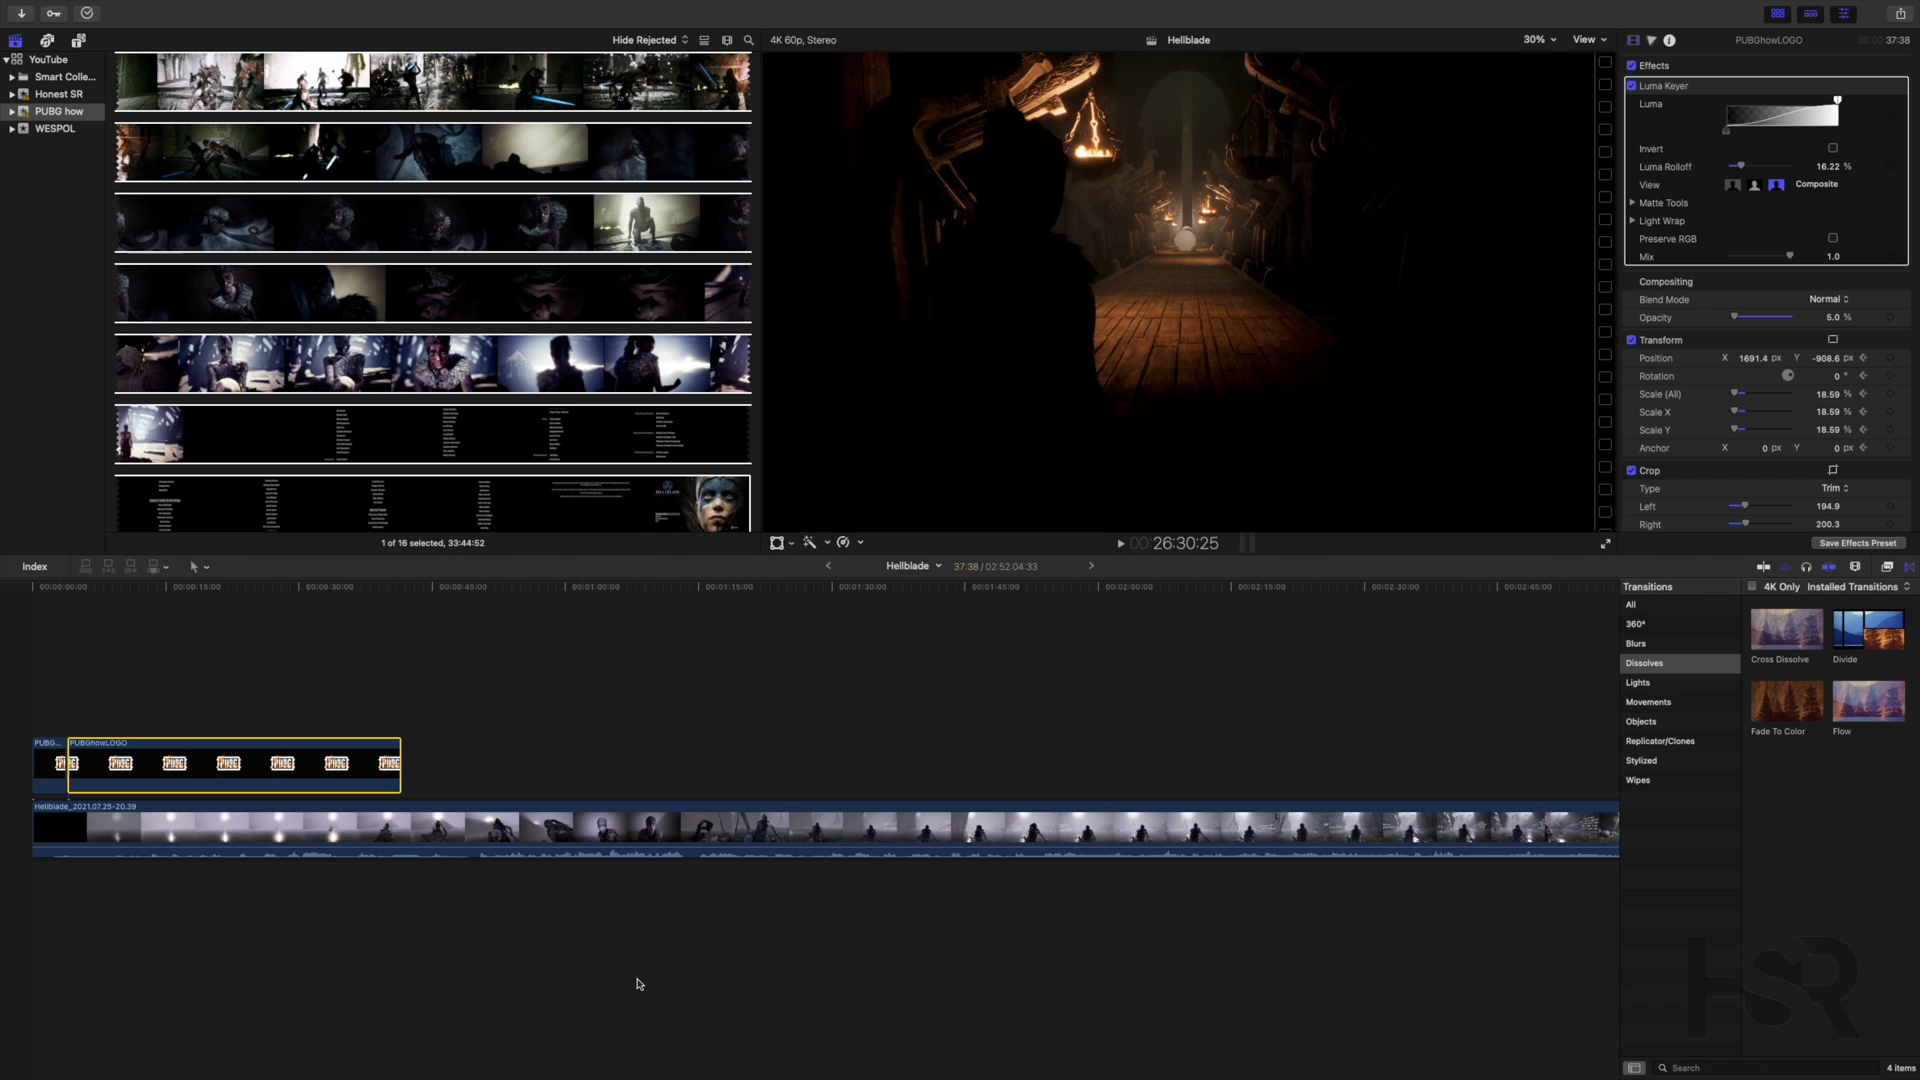 Hide Rejected
4K 60p, Stereo
Hellblade
30%
View
PUBGhowLOGO
00:00:37:38
YouTube
Smart Colle...
Honest SR
PUBG how
WESPOL
Effects
Luma Keyer
Luma
Invert
Luma Rolloff 16.22 %
View Composite
Matte Tools
Light Wrap
Preserve RGB
Mix 1.0
Compositing
Blend Mode Normal
Opacity 5.0 %
Transform
Position X 1691.4 px Y -908.6 px
Rotation 0 °
Scale (All) 18.59 %
Scale X 18.59 %
Scale Y 18.59 %
Anchor X 0 px Y 0 px
Crop
Type Trim
Left 194.9
Right 200.3
HELLBLADE
1 of 16 selected, 33:44:52
00:26:30:25
Save Effects Preset
Index
Hellblade
37:38 / 02:52:04:33
00:00:00:00
00:00:15:00
00:00:30:00
00:00:45:00
00:01:00:00
00:01:15:00
00:01:30:00
00:01:45:00
00:02:00:00
00:02:15:00
00:02:30:00
00:02:45:00
Transitions
4K Only
Installed Transitions
All
360°
Blurs
Dissolves
Lights
Movements
Objects
Replicator/Clones
Stylized
Wipes
Cross Dissolve
Divide
Fade To Color
Flow
PUBG...
PUBGhowLOGO
Hellblade_2021.07.25-20.39
HSR
Search
4 items